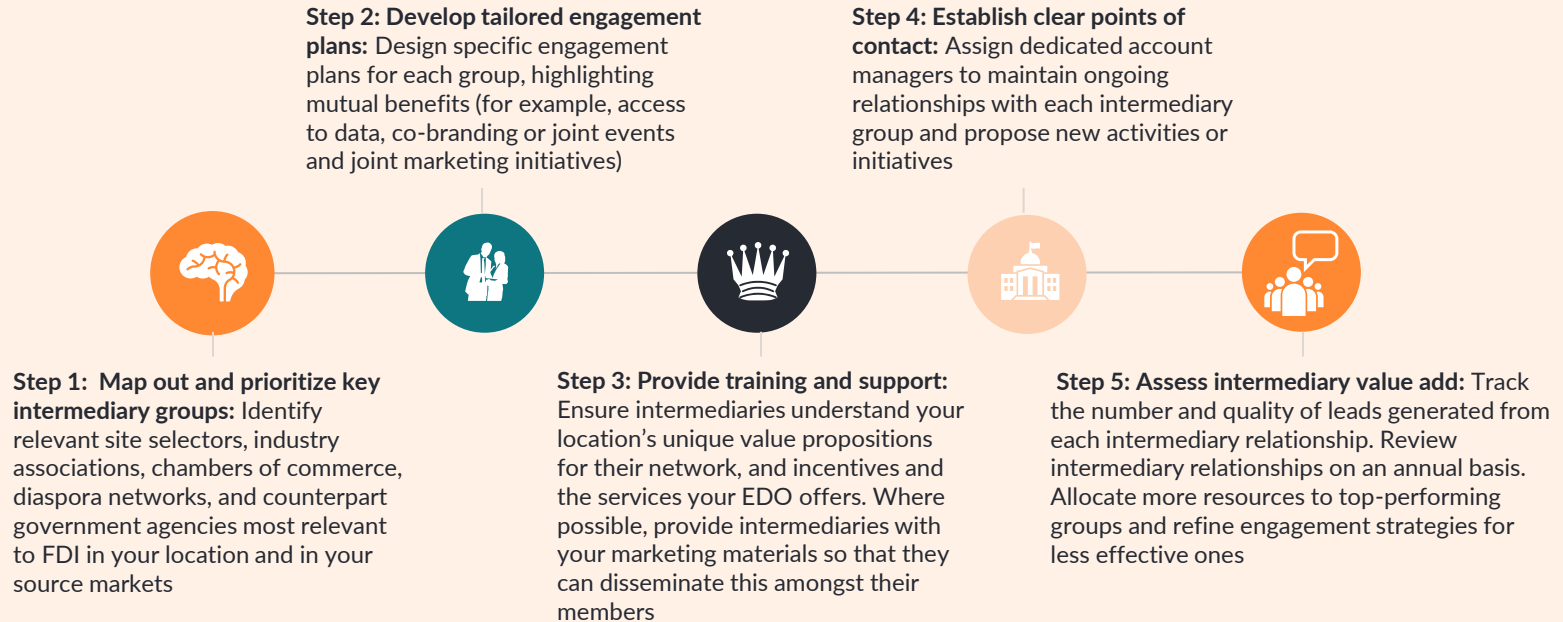 Step 1:  Map out and prioritize key
intermediary groups: Identify
relevant site selectors, industry
associations, chambers of commerce,
diaspora networks, and counterpart
government agencies most relevant
to FDI in your location and in your
source markets
Step 2: Develop tailored engagement
plans: Design specific engagement
plans for each group, highlighting
mutual benefits (for example, access
to data, co-branding or joint events
and joint marketing initiatives)
Step 3: Provide training and support:
Ensure intermediaries understand your
location’s unique value propositions
for their network, and incentives and
the services your EDO offers. Where
possible, provide intermediaries with
your marketing materials so that they
can disseminate this amongst their
members
Step 4: Establish clear points of
contact: Assign dedicated account
managers to maintain ongoing
relationships with each intermediary
group and propose new activities or
initiatives
Step 5: Assess intermediary value add: Track
the number and quality of leads generated from
each intermediary relationship. Review
intermediary relationships on an annual basis.
Allocate more resources to top-performing
groups and refine engagement strategies for
less effective ones